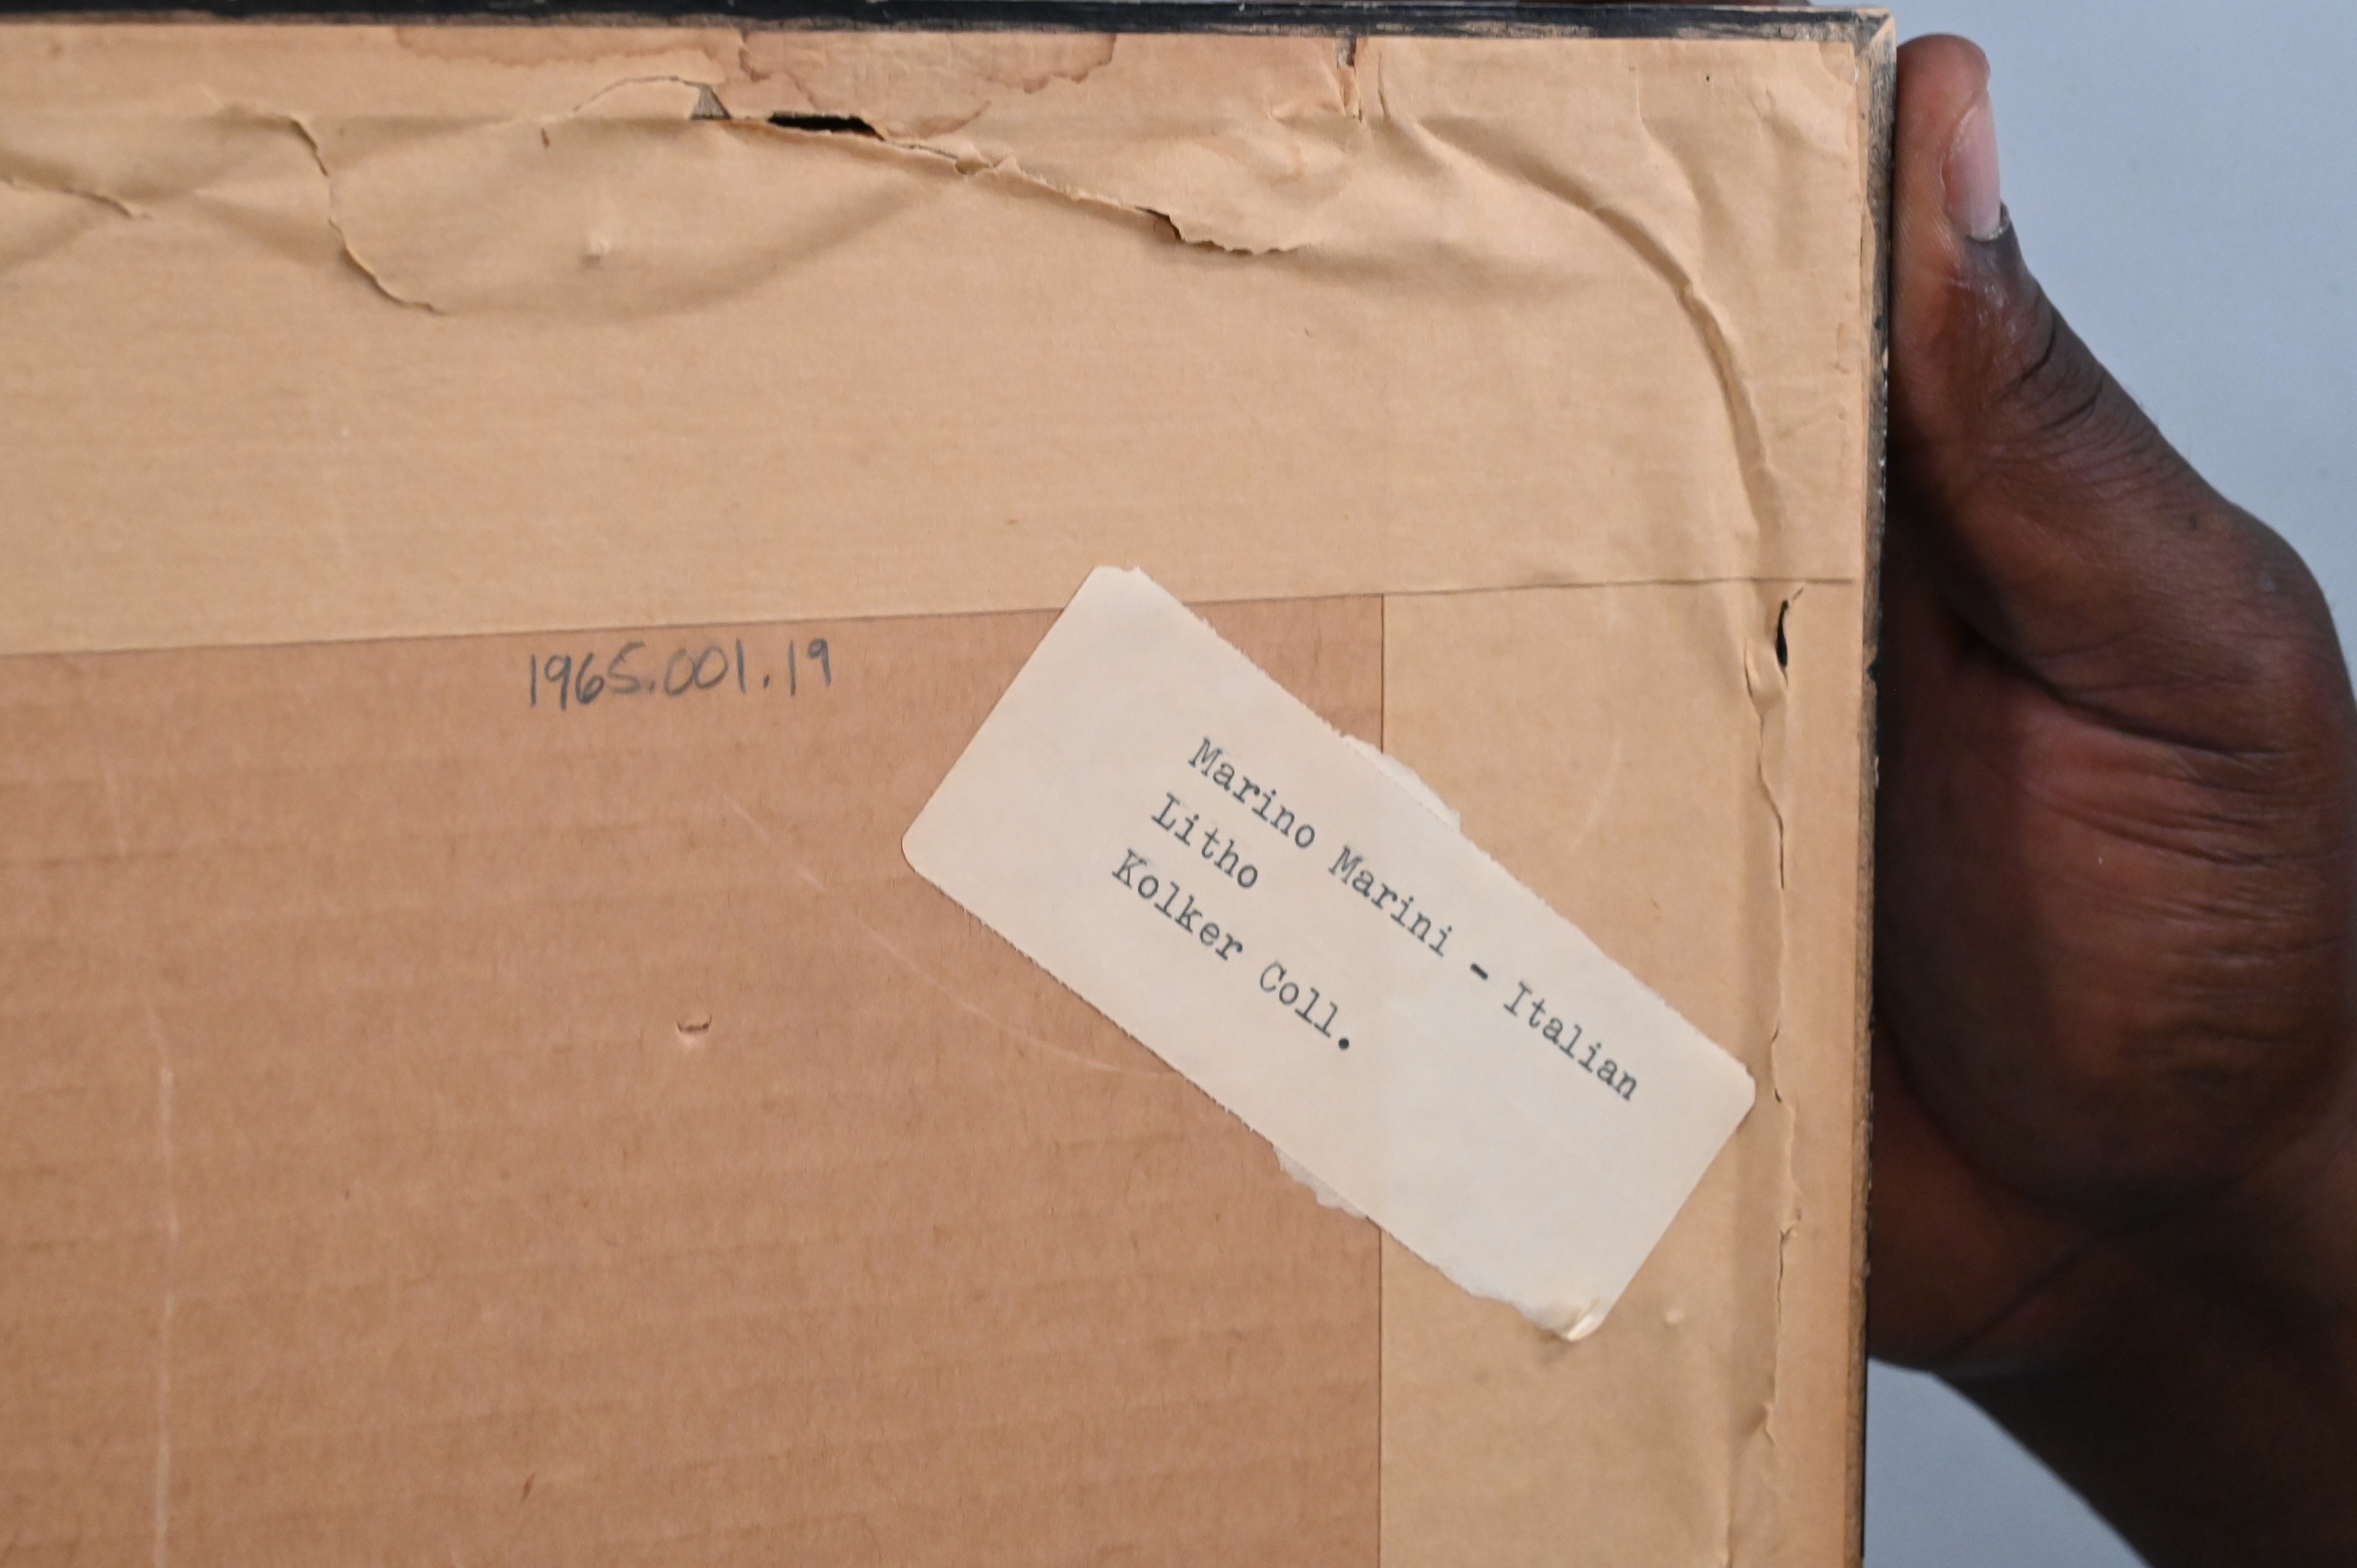 1965.001.19
Marino Marini - Italian
Litho
Kolker Coll.